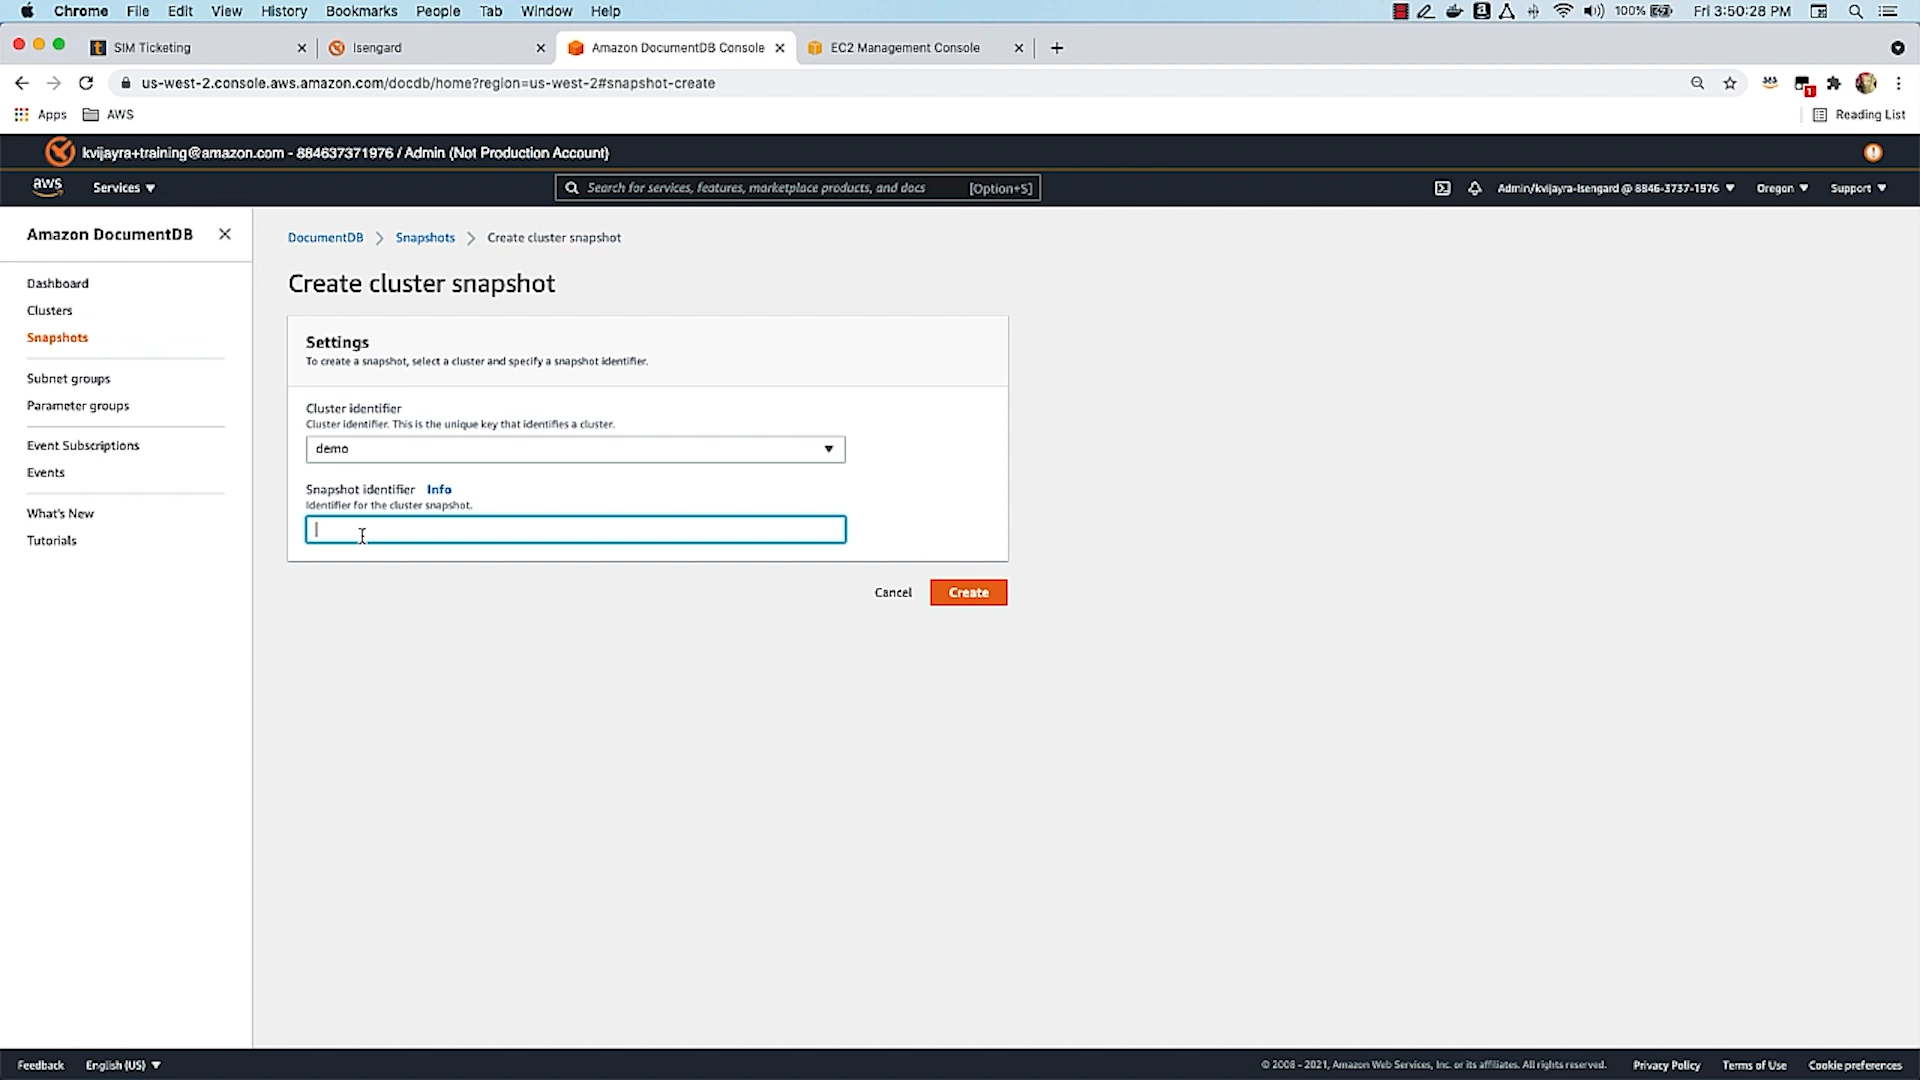 Chrome File Edit View History Bookmarks People Tab Window Help 100% Fri 3:50:28 PM
SIM Ticketing Isengard Amazon DocumentDB Console EC2 Management Console
us-west-2.console.aws.amazon.com/docdb/home?region=us-west-2#snapshot-create
1
Apps AWS Reading List
kvijayra+training@amazon.com - 884637371976 / Admin (Not Production Account)
aws Services Search for services, features, marketplace products, and docs [Option+S] Admin/kvijayra-Isengard @ 8846-3737-1976 Oregon Support
Amazon DocumentDB
Dashboard
Clusters
Snapshots
Subnet groups
Parameter groups
Event Subscriptions
Events
What's New
Tutorials
DocumentDB Snapshots Create cluster snapshot
Create cluster snapshot
Settings
To create a snapshot, select a cluster and specify a snapshot identifier.
Cluster identifier
Cluster identifier. This is the unique key that identifies a cluster.
demo
Snapshot identifier Info
Identifier for the cluster snapshot.
Cancel Create
Feedback English (US) © 2008 - 2021, Amazon Web Services, Inc. or its affiliates. All rights reserved. Privacy Policy Terms of Use Cookie preferences